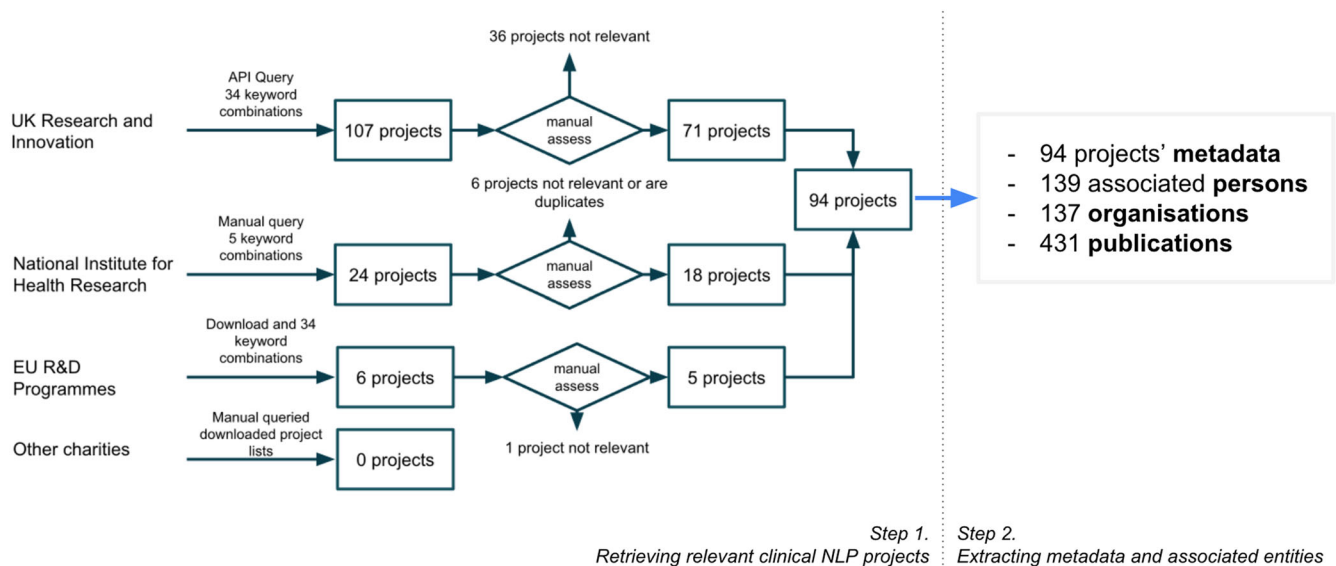 36 projects not relevant
API Query
34 keyword
combinations
UK Research and
Innovation
107 projects
manual
assess
71 projects
6 projects not relevant or are
duplicates
94 projects
Manual query
5 keyword
combinations
National Institute for
Health Research
24 projects
manual
assess
18 projects
Download and 34
keyword
combinations
EU R&D
Programmes
6 projects
manual
assess
5 projects
1 project not relevant
Other charities
Manual queried
downloaded project
lists
0 projects
- 94 projects’ metadata
- 139 associated persons
- 137 organisations
- 431 publications
Step 1.
Retrieving relevant clinical NLP projects
Step 2.
Extracting metadata and associated entities